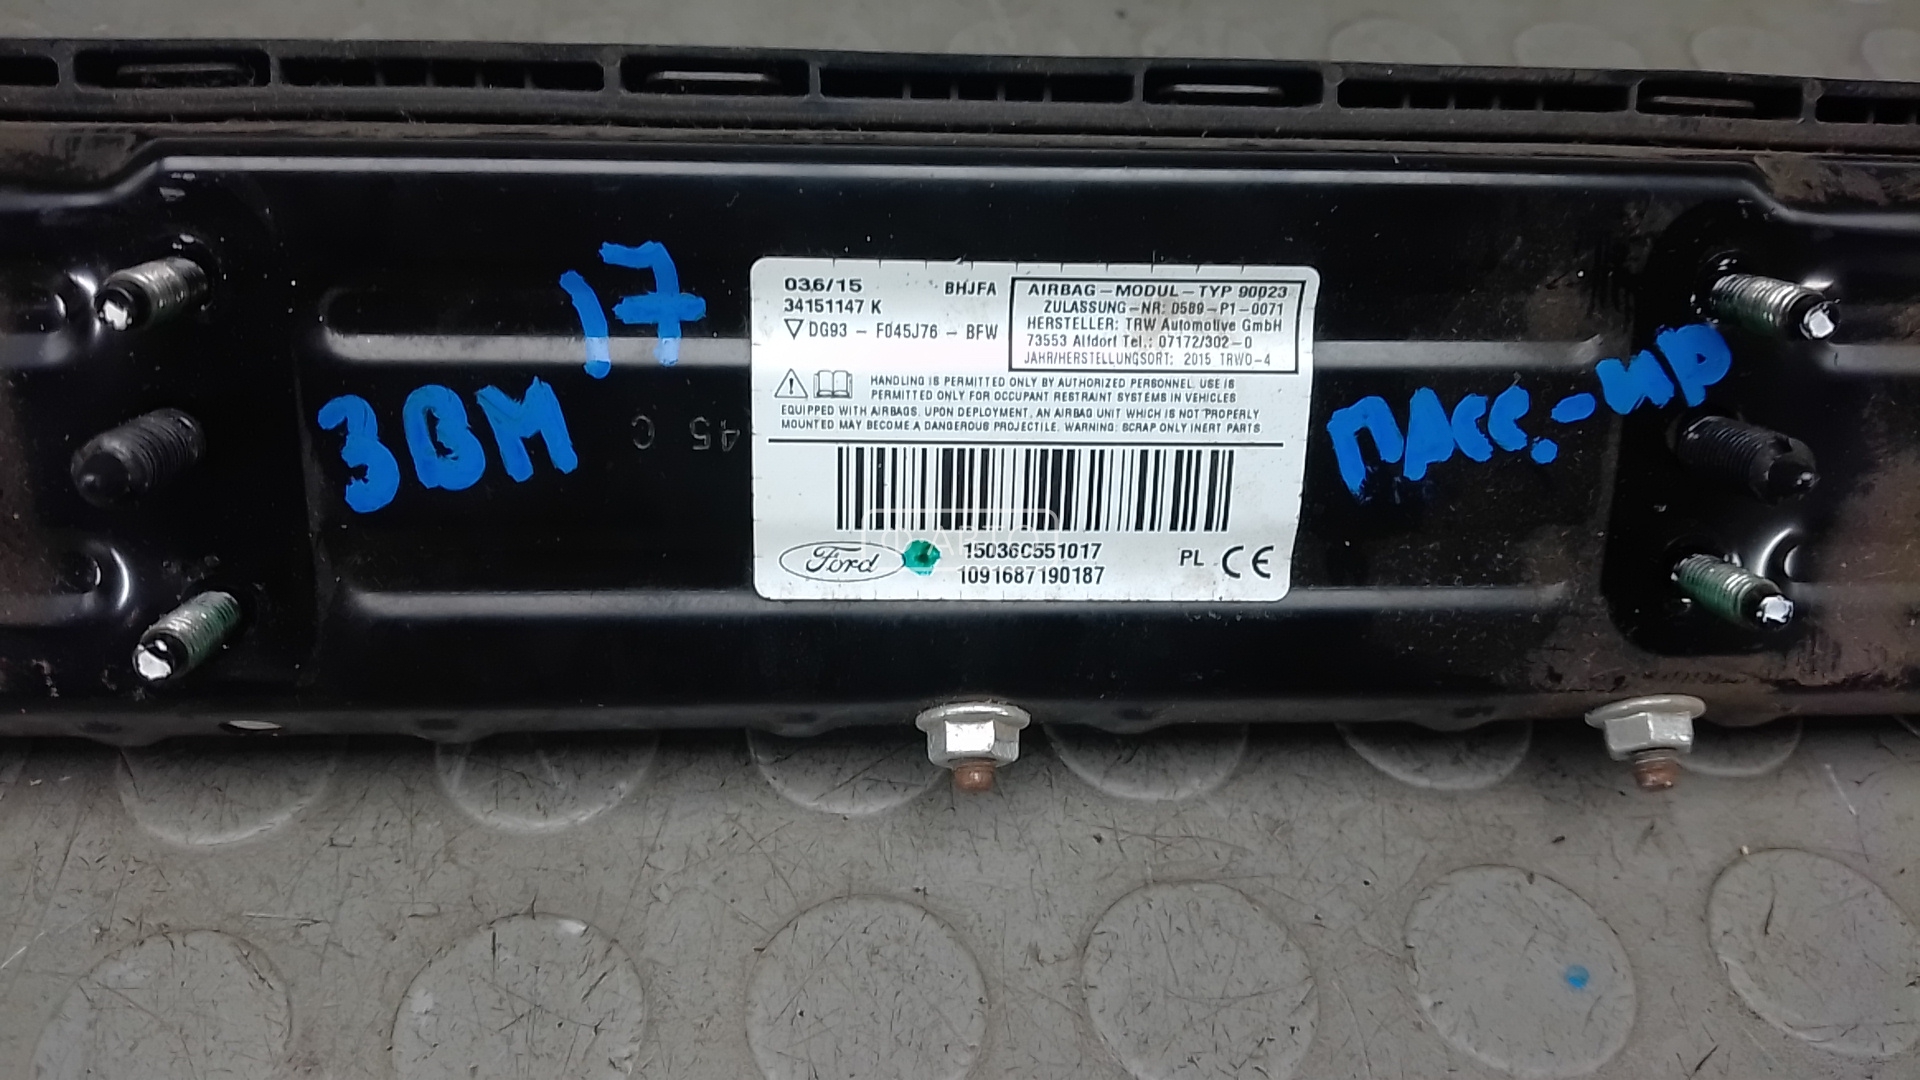 17
ЗВМ
45 C
036/15
BHJFA
34151147 K
DG93 - F045J76 - BFW
AIRBAG-MODUL-TYP 90023
ZULASSUNG-NR: 0589-P1-0071
HERSTELLER: TRW Automotive GmbH
73553 Alfdorf Tel.: 07172/302-0
JAHR/HERSTELLUNGSORT: 2015 TRWO-4
HANDLING IS PERMITTED ONLY BY AUTHORIZED PERSONNEL. USE IS
PERMITTED ONLY FOR OCCUPANT RESTRAINT SYSTEMS IN VEHICLES
EQUIPPED WITH AIRBAGS. UPON DEPLOYMENT, AN AIRBAG UNIT WHICH IS NOT PROPERLY
MOUNTED MAY BECOME A DANGEROUS PROJECTILE. WARNING: SCRAP ONLY INERT PARTS.
Ford
15036C551017
1091687190187
PL CE
пасс.-ир